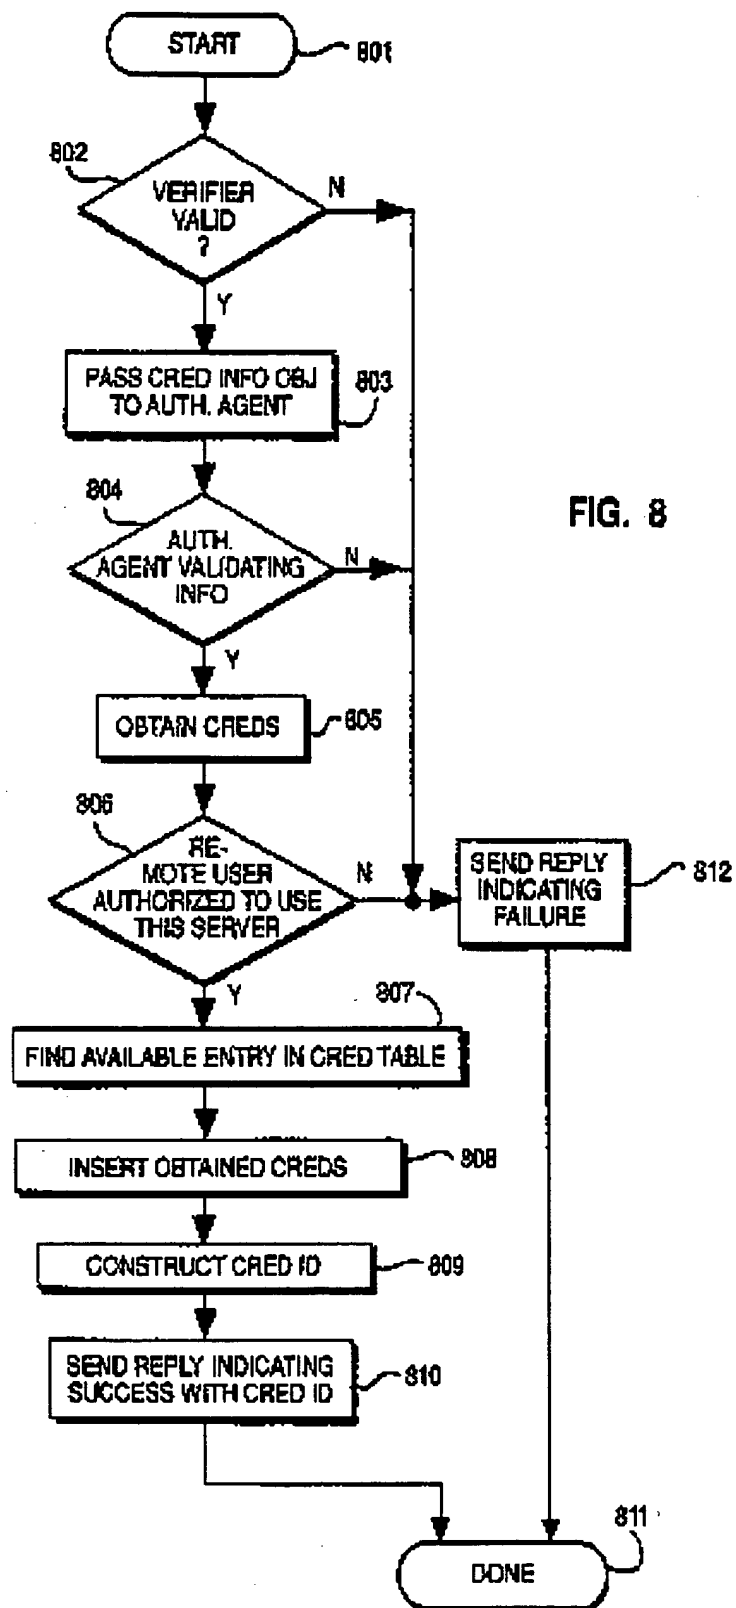 START
801
802
VERIFIER
VALID
?
N
Y
PASS CRED INFO OBJ
TO AUTH. AGENT
803
804
AUTH.
AGENT VALIDATING
INFO
N
FIG. 8
Y
OBTAIN CREDS
805
806
RE-
MOTE USER
AUTHORIZED TO USE
THIS SERVER
N
SEND REPLY
INDICATING
FAILURE
812
Y
807
FIND AVAILABLE ENTRY IN CRED TABLE
INSERT OBTAINED CREDS
808
CONSTRUCT CRED ID
809
SEND REPLY INDICATING
SUCCESS WITH CRED ID
810
811
DONE